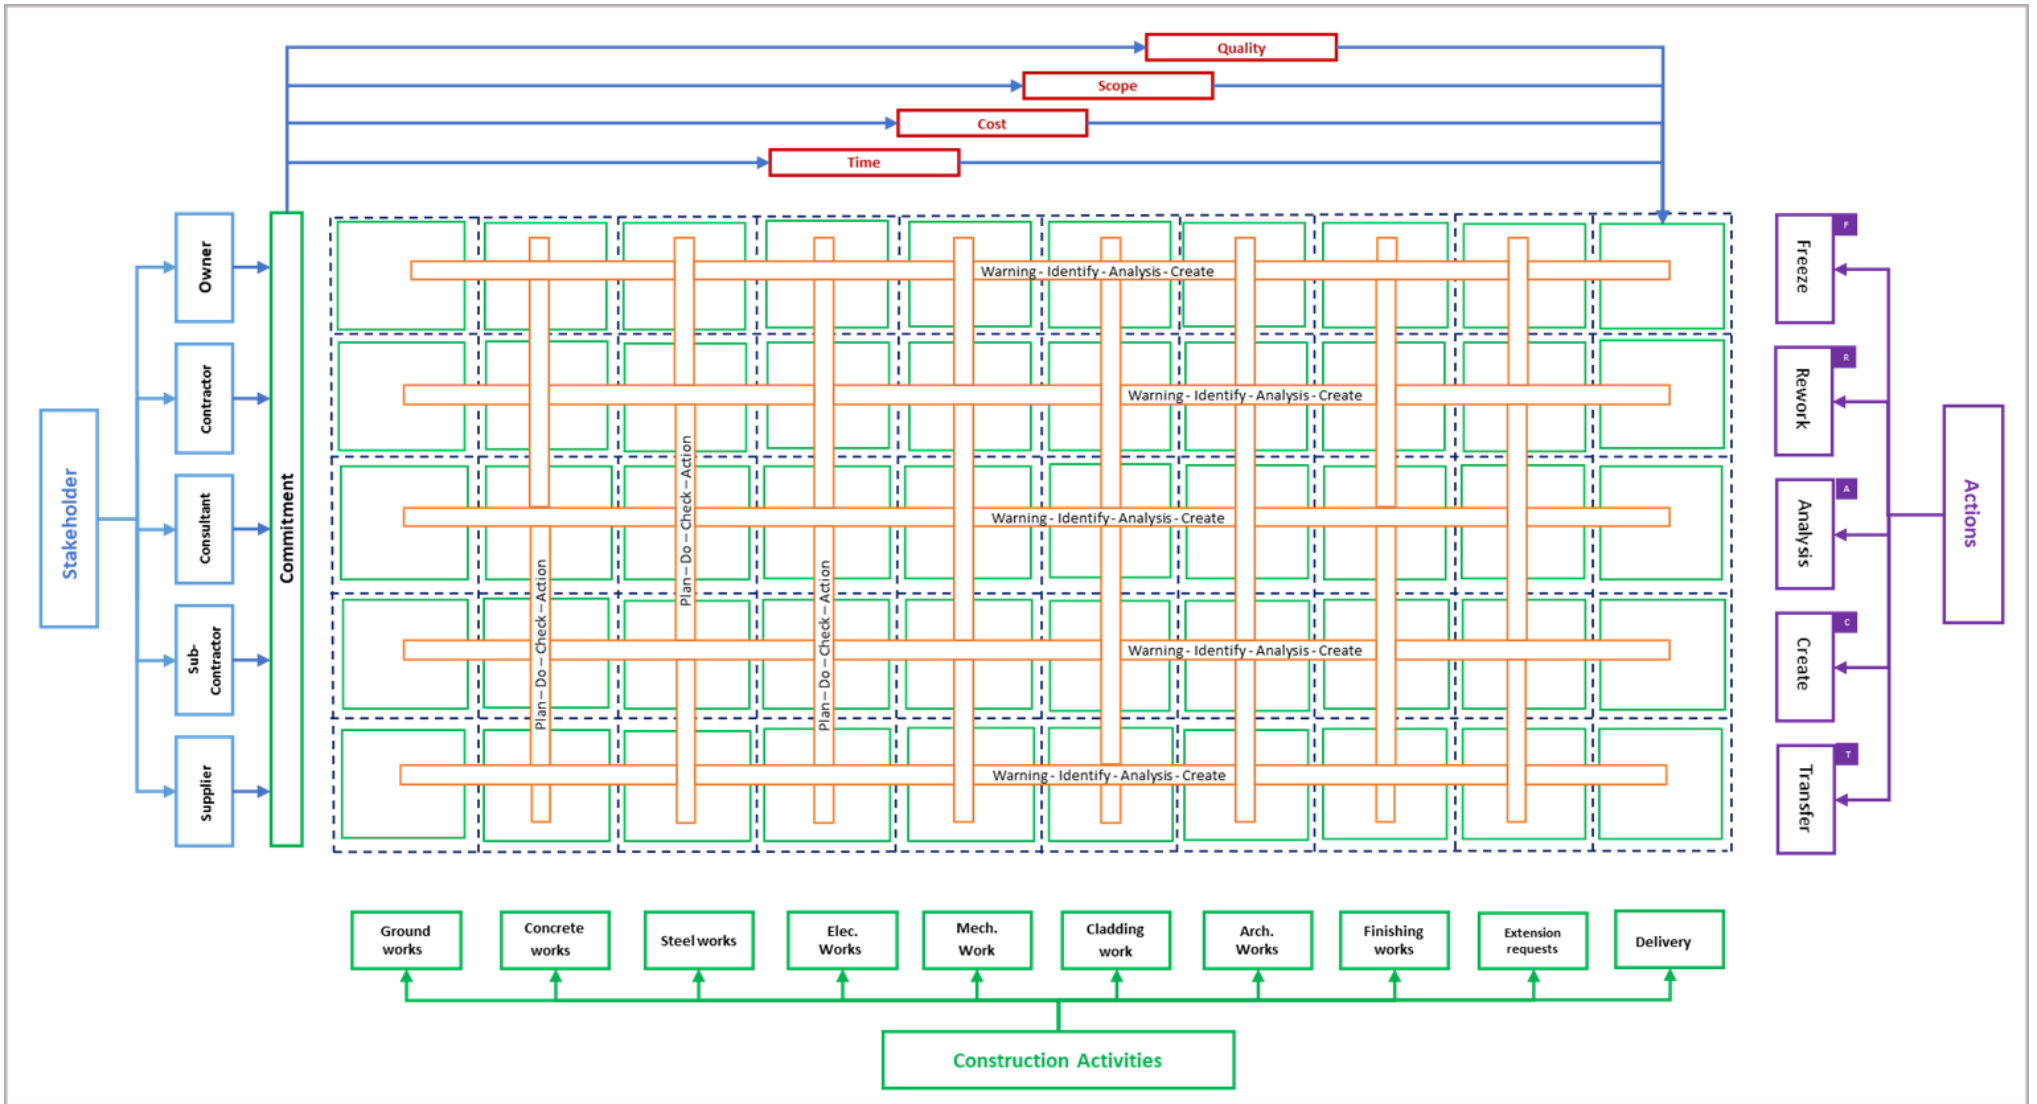 Quality
Scope
Cost
Time
Stakeholder
Owner
Contractor
Consultant
Sub-
Contractor
Supplier
Commitment
Warning - Identify - Analysis - Create
Warning - Identify - Analysis - Create
Warning - Identify - Analysis - Create
Warning - Identify - Analysis - Create
Warning - Identify - Analysis - Create
Plan – Do – Check – Action
Plan – Do – Check – Action
Plan – Do – Check – Action
F
Freeze
R
Rework
A
Analysis
C
Create
T
Transfer
Actions
Ground
works
Concrete
works
Steel works
Elec.
Works
Mech.
Work
Cladding
work
Arch.
Works
Finishing
works
Extension
requests
Delivery
Construction Activities